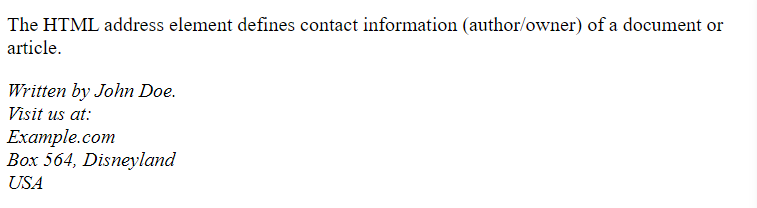 The HTML address element defines contact information (author/owner) of a document or
article.
Written by John Doe.
Visit us at:
Example.com
Box 564, Disneyland
USA